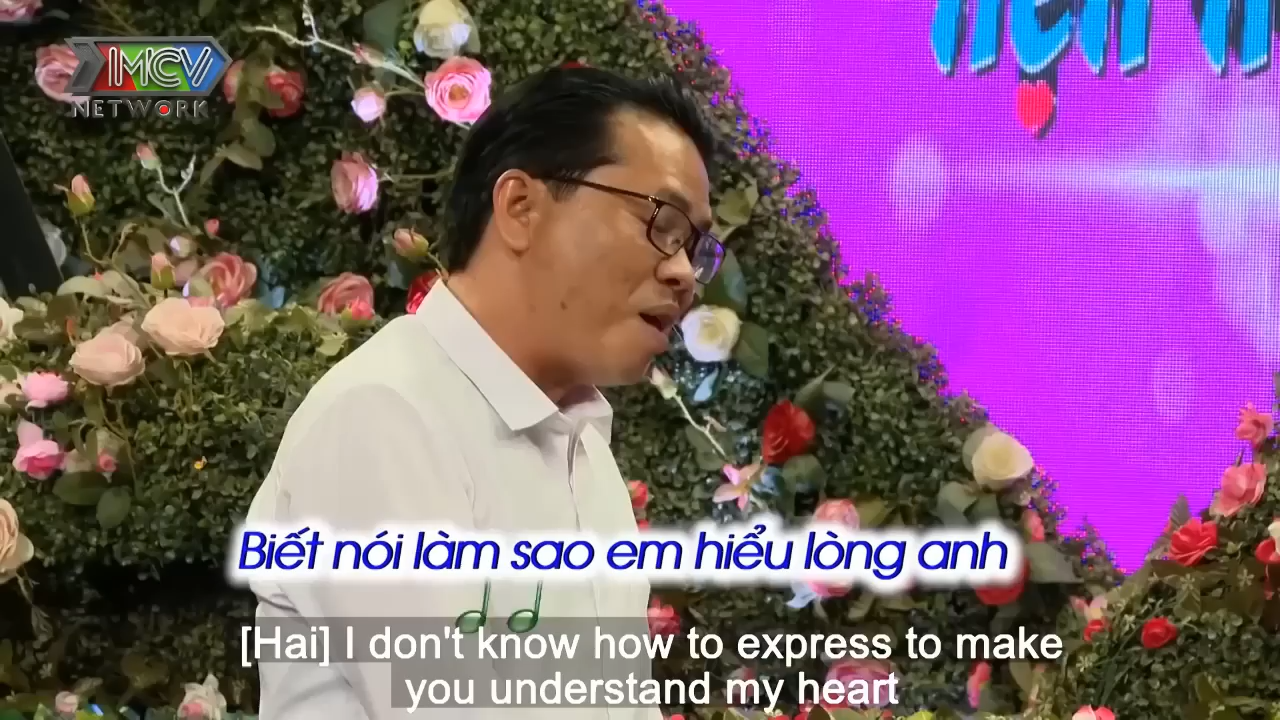 MCV
NETWORK
Biết nói làm sao em hiểu lòng anh
[Hai] I don't know how to express to make
you understand my heart